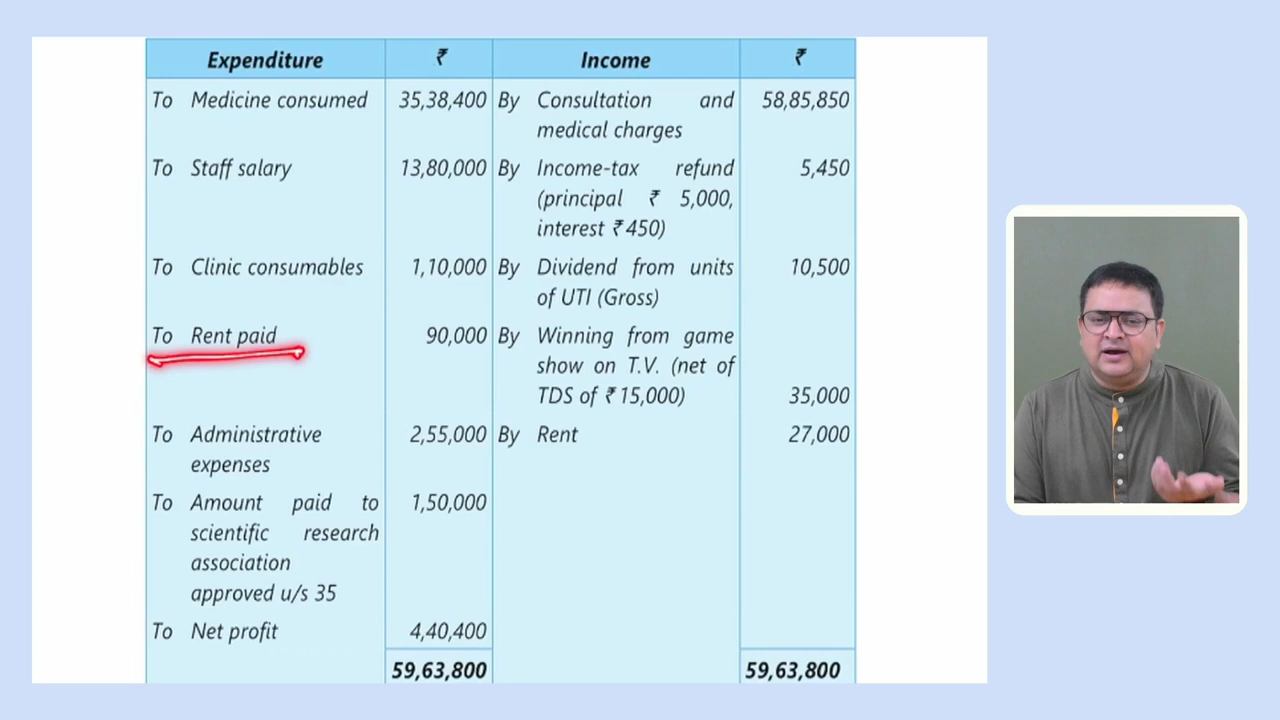 Expenditure ₹ Income ₹
To Medicine consumed 35,38,400 By Consultation and 58,85,850
medical charges
To Staff salary 13,80,000 By Income-tax refund 5,450
(principal ₹ 5,000,
interest ₹ 450)
To Clinic consumables 1,10,000 By Dividend from units 10,500
of UTI (Gross)
To Rent paid 90,000 By Winning from game
show on T.V. (net of
TDS of ₹ 15,000) 35,000
To Administrative 2,55,000 By Rent 27,000
expenses
To Amount paid to 1,50,000
scientific research
association
approved u/s 35
To Net profit 4,40,400
59,63,800 59,63,800